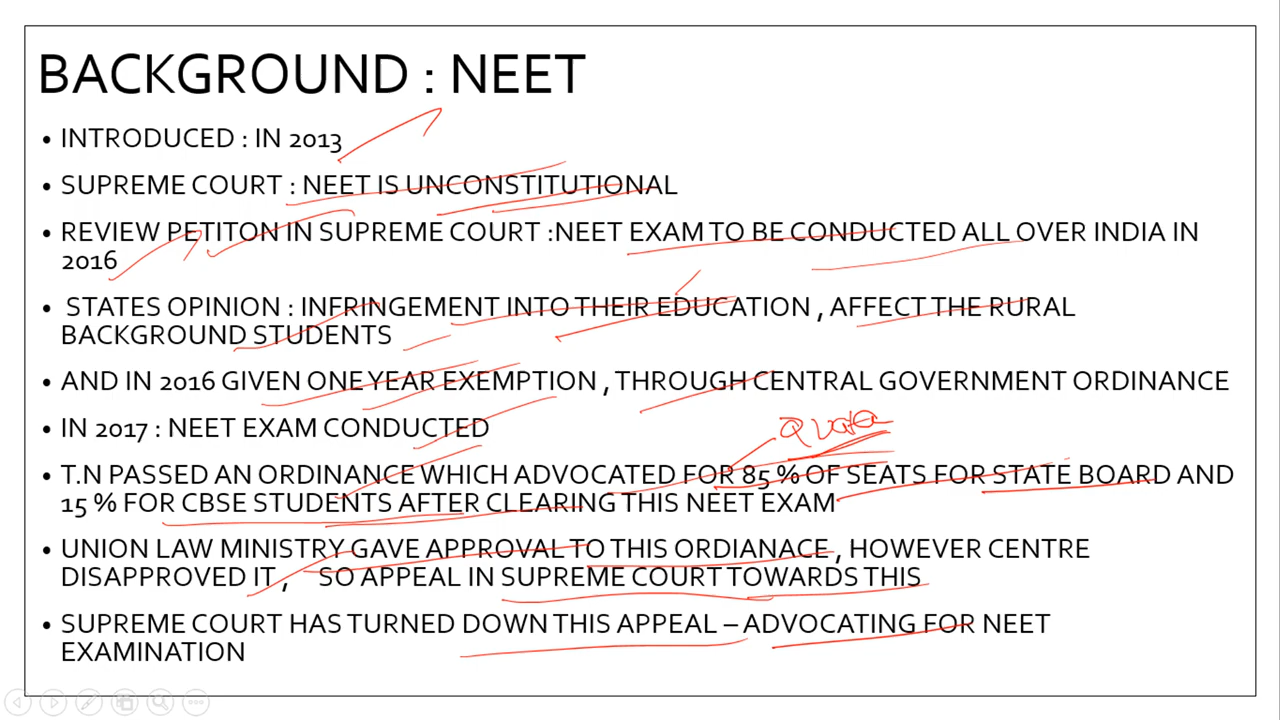 BACKGROUND : NEET
• INTRODUCED : IN 2013
• SUPREME COURT : NEET IS UNCONSTITUTIONAL
• REVIEW PETITON IN SUPREME COURT :NEET EXAM TO BE CONDUCTED ALL OVER INDIA IN
2016
• STATES OPINION : INFRINGEMENT INTO THEIR EDUCATION , AFFECT THE RURAL
BACKGROUND STUDENTS
• AND IN 2016 GIVEN ONE YEAR EXEMPTION , THROUGH CENTRAL GOVERNMENT ORDINANCE
• IN 2017 : NEET EXAM CONDUCTED
Quota
• T.N PASSED AN ORDINANCE WHICH ADVOCATED FOR 85 % OF SEATS FOR STATE BOARD AND
15 % FOR CBSE STUDENTS AFTER CLEARING THIS NEET EXAM
• UNION LAW MINISTRY GAVE APPROVAL TO THIS ORDIANACE , HOWEVER CENTRE
DISAPPROVED IT , SO APPEAL IN SUPREME COURT TOWARDS THIS
• SUPREME COURT HAS TURNED DOWN THIS APPEAL – ADVOCATING FOR NEET
EXAMINATION